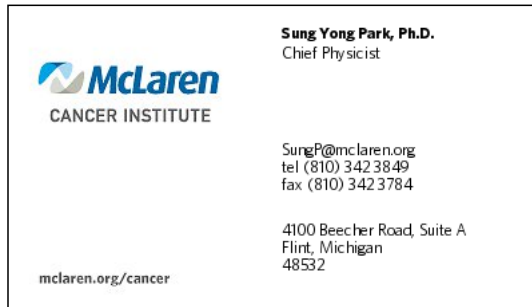 McLaren
CANCER INSTITUTE
mclaren.org/cancer
Sung Yong Park, Ph.D.
Chief Physicist
SungP@mclaren.org
tel (810) 342 3849
fax (810) 342 3784
4100 Beecher Road, Suite A
Flint, Michigan
48532